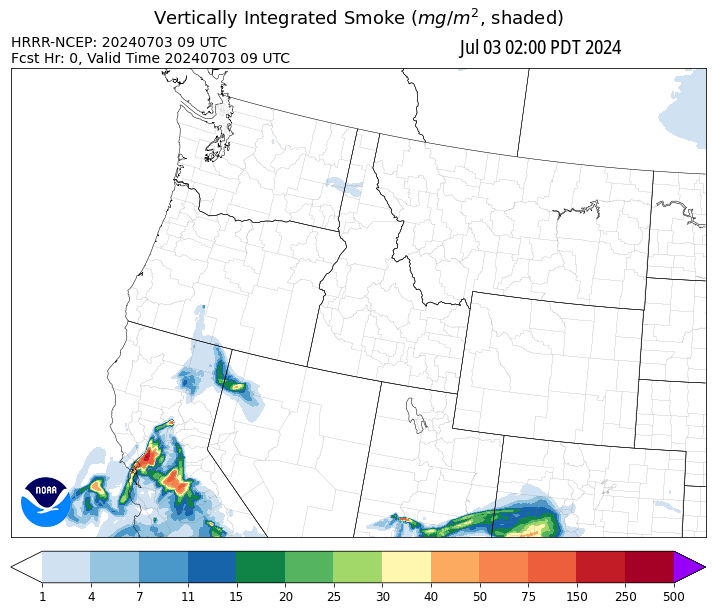 Vertically Integrated Smoke (mg/m², shaded)
HRRR-NCEP: 20240703 09 UTC
Jul 03 02:00 PDT 2024
Fcst Hr: 0, Valid Time 20240703 09 UTC
NOAA
1 4 7 11 15 20 25 30 40 50 75 150 250 500